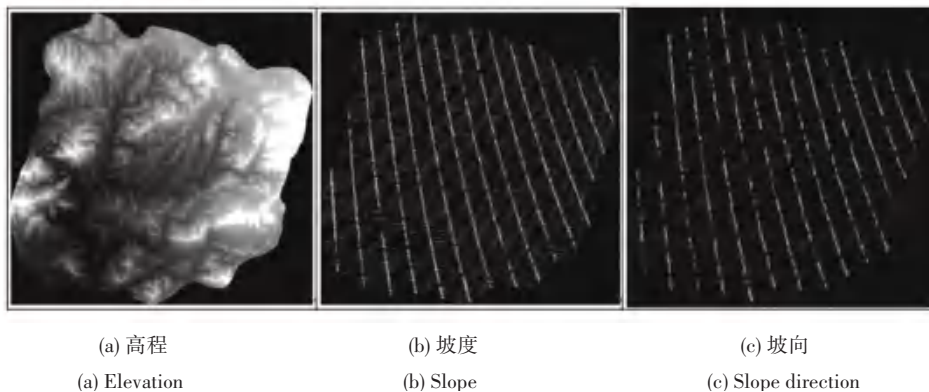 (a) 高程 (b) 坡度 (c) 坡向
(a) Elevation (b) Slope (c) Slope direction